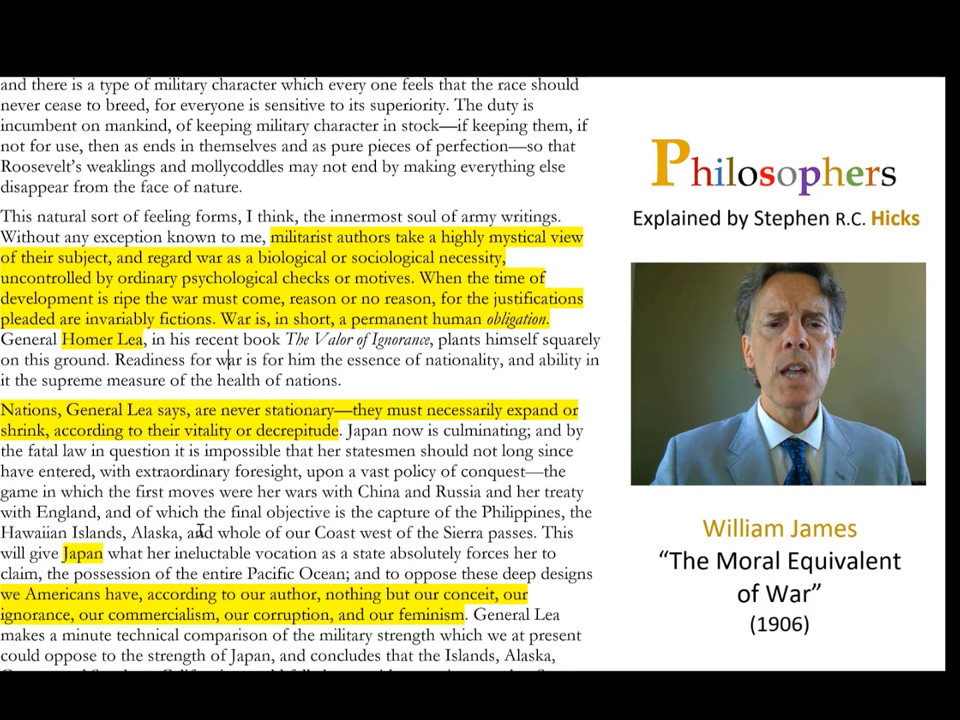 and there is a type of military character which every one feels that the race should
never cease to breed, for everyone is sensitive to its superiority. The duty is
incumbent on mankind, of keeping military character in stock—if keeping them, if
not for use, then as ends in themselves and as pure pieces of perfection—so that
Roosevelt's weaklings and mollycoddles may not end by making everything else
disappear from the face of nature.
This natural sort of feeling forms, I think, the innermost soul of army writings.
Without any exception known to me, militarist authors take a highly mystical view
of their subject, and regard war as a biological or sociological necessity,
uncontrolled by ordinary psychological checks or motives. When the time of
development is ripe the war must come, reason or no reason, for the justifications
pleaded are invariably fictions. War is, in short, a permanent human obligation.
General Homer Lea, in his recent book The Valor of Ignorance, plants himself squarely
on this ground. Readiness for war is for him the essence of nationality, and ability in
it the supreme measure of the health of nations.
Nations, General Lea says, are never stationary—they must necessarily expand or
shrink, according to their vitality or decrepitude. Japan now is culminating; and by
the fatal law in question it is impossible that her statesmen should not long since
have entered, with extraordinary foresight, upon a vast policy of conquest—the
game in which the first moves were her wars with China and Russia and her treaty
with England, and of which the final objective is the capture of the Philippines, the
Hawaiian Islands, Alaska, and whole of our Coast west of the Sierra passes. This
will give Japan what her ineluctable vocation as a state absolutely forces her to
claim, the possession of the entire Pacific Ocean; and to oppose these deep designs
we Americans have, according to our author, nothing but our conceit, our
ignorance, our commercialism, our corruption, and our feminism. General Lea
makes a minute technical comparison of the military strength which we at present
could oppose to the strength of Japan, and concludes that the Islands, Alaska,
Philosophers
Explained by Stephen R.C. Hicks
William James
“The Moral Equivalent
of War”
(1906)